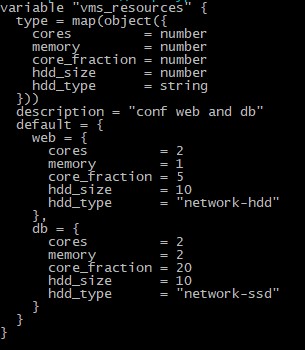 variable "vms_resources" {
  type = map(object({
    cores         = number
    memory        = number
    core_fraction = number
    hdd_size      = number
    hdd_type      = string
  }))
  description = "conf web and db"
  default = {
    web = {
      cores         = 2
      memory        = 1
      core_fraction = 5
      hdd_size      = 10
      hdd_type      = "network-hdd"
    },
    db = {
      cores         = 2
      memory        = 2
      core_fraction = 20
      hdd_size      = 10
      hdd_type      = "network-ssd"
    }
  }
}